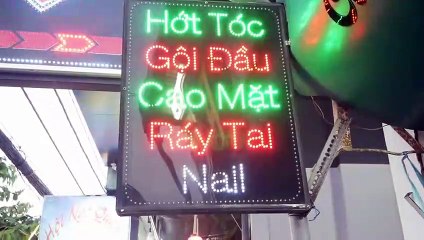 Hớt Tóc
Gội Đầu
Cạo Mặt
Ráy Tai
Nail